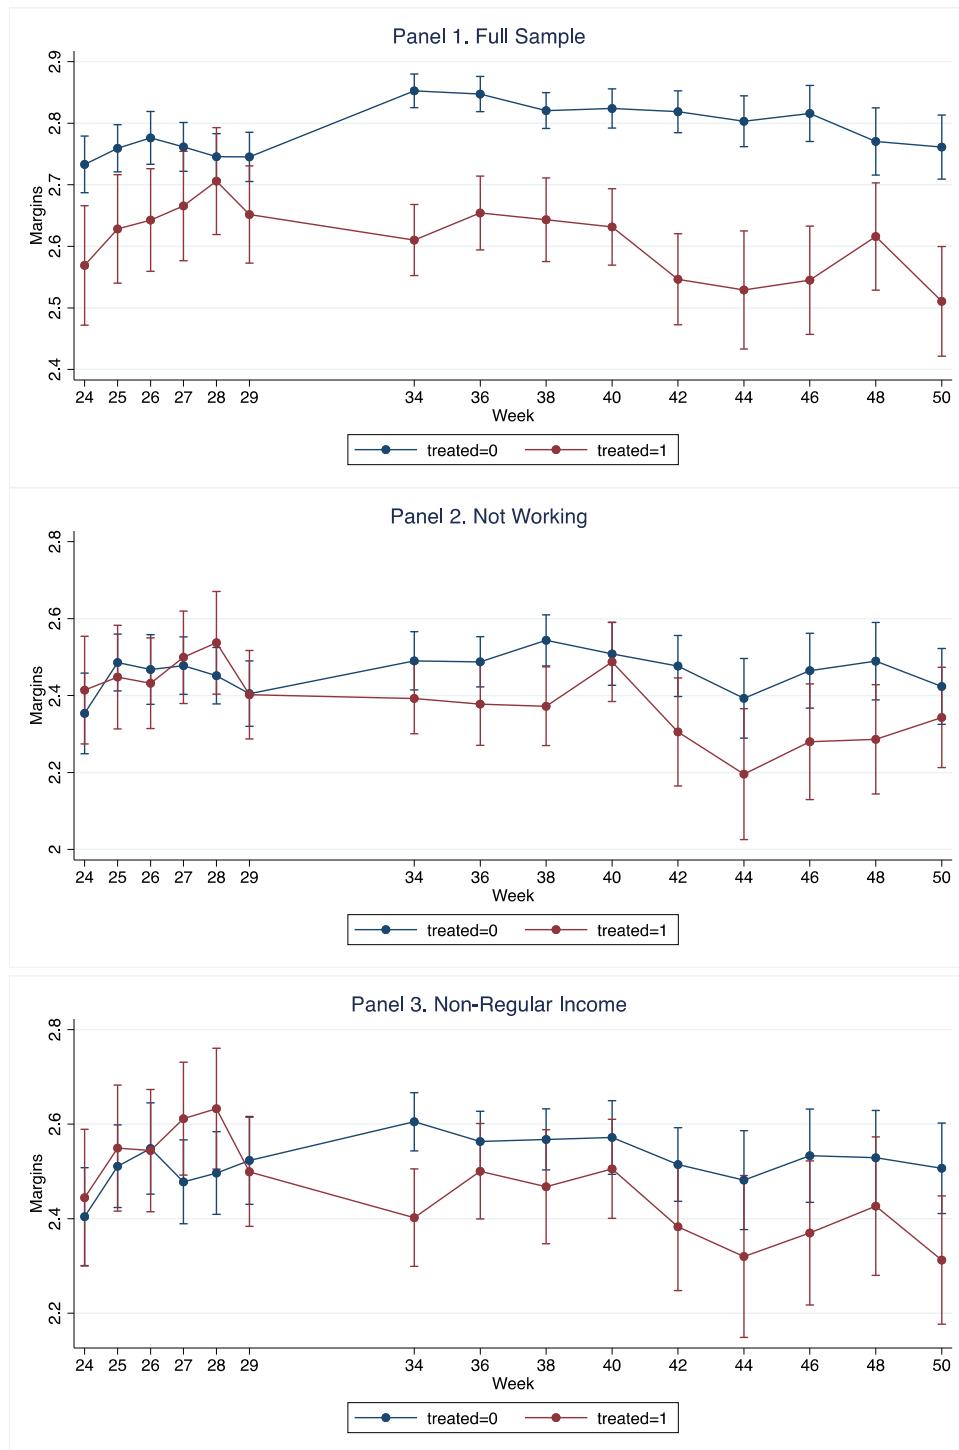 Panel 1. Full Sample
Margins
2.9
2.8
2.7
2.6
2.5
2.4
24 25 26 27 28 29 34 36 38 40 42 44 46 48 50
Week
treated=0 treated=1
Panel 2. Not Working
Margins
2.8
2.6
2.4
2.2
2
24 25 26 27 28 29 34 36 38 40 42 44 46 48 50
Week
treated=0 treated=1
Panel 3. Non-Regular Income
Margins
2.8
2.6
2.4
2.2
24 25 26 27 28 29 34 36 38 40 42 44 46 48 50
Week
treated=0 treated=1